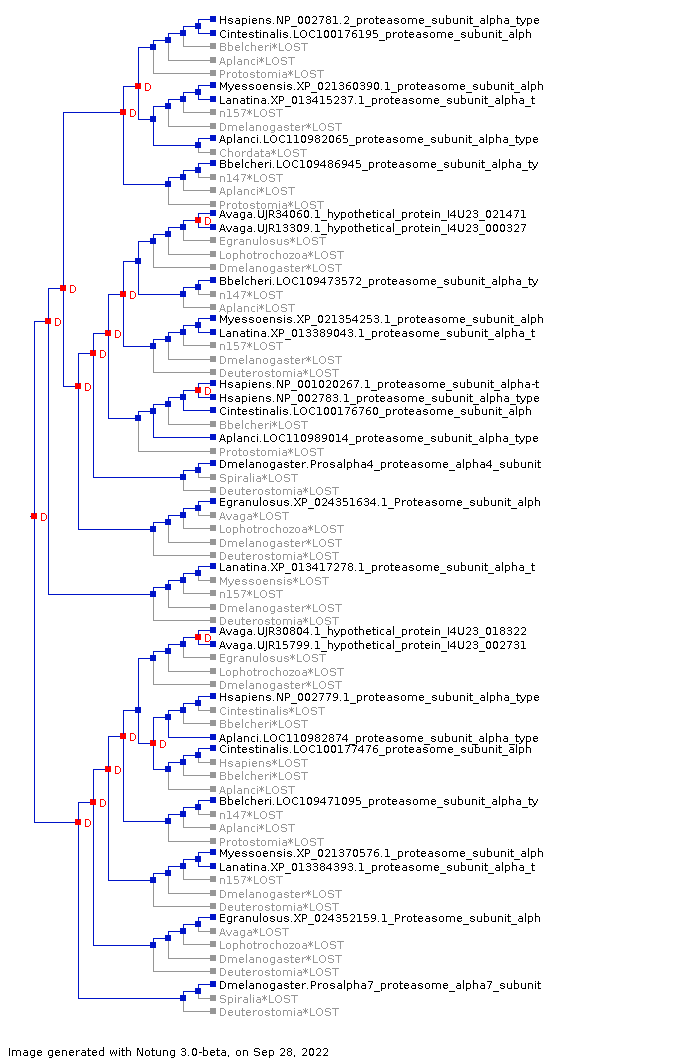 Hsapiens.NP_002781.2_proteasome_subunit_alpha_type
Cintestinalis.LOC100176195_proteasome_subunit_alph
Bbelcheri*LOST
Aplanci*LOST
Protostomia*LOST
D
Myessoensis.XP_021360390.1_proteasome_subunit_alph
Lanatina.XP_013415237.1_proteasome_subunit_alpha_t
D
n157*LOST
Dmelanogaster*LOST
Aplanci.LOC110982065_proteasome_subunit_alpha_type
Chordata*LOST
Bbelcheri.LOC109486945_proteasome_subunit_alpha_ty
n147*LOST
Aplanci*LOST
Protostomia*LOST
Avaga.UJR34060.1_hypothetical_protein_I4U23_021471
D
Avaga.UJR13309.1_hypothetical_protein_I4U23_000327
Egranulosus*LOST
Lophotrochozoa*LOST
Dmelanogaster*LOST
Bbelcheri.LOC109473572_proteasome_subunit_alpha_ty
D
D
n147*LOST
Aplanci*LOST
Myessoensis.XP_021354253.1_proteasome_subunit_alph
D
Lanatina.XP_013389043.1_proteasome_subunit_alpha_t
D
n157*LOST
D
Dmelanogaster*LOST
Deuterostomia*LOST
Hsapiens.NP_001020267.1_proteasome_subunit_alpha-t
D
D
Hsapiens.NP_002783.1_proteasome_subunit_alpha_type
Cintestinalis.LOC100176760_proteasome_subunit_alph
Bbelcheri*LOST
Aplanci.LOC110989014_proteasome_subunit_alpha_type
Protostomia*LOST
Dmelanogaster.Prosalpha4_proteasome_alpha4_subunit
Spiralia*LOST
Deuterostomia*LOST
Egranulosus.XP_024351634.1_Proteasome_subunit_alph
D
Avaga*LOST
Lophotrochozoa*LOST
Dmelanogaster*LOST
Deuterostomia*LOST
Lanatina.XP_013417278.1_proteasome_subunit_alpha_t
Myessoensis*LOST
n157*LOST
Dmelanogaster*LOST
Deuterostomia*LOST
Avaga.UJR30804.1_hypothetical_protein_I4U23_018322
D
Avaga.UJR15799.1_hypothetical_protein_I4U23_002731
Egranulosus*LOST
Lophotrochozoa*LOST
Dmelanogaster*LOST
Hsapiens.NP_002779.1_proteasome_subunit_alpha_type
Cintestinalis*LOST
Bbelcheri*LOST
D
Aplanci.LOC110982874_proteasome_subunit_alpha_type
D
Cintestinalis.LOC100177476_proteasome_subunit_alph
Hsapiens*LOST
D
Bbelcheri*LOST
Aplanci*LOST
D
Bbelcheri.LOC109471095_proteasome_subunit_alpha_ty
n147*LOST
D
Aplanci*LOST
Protostomia*LOST
Myessoensis.XP_021370576.1_proteasome_subunit_alph
Lanatina.XP_013384393.1_proteasome_subunit_alpha_t
n157*LOST
Dmelanogaster*LOST
Deuterostomia*LOST
Egranulosus.XP_024352159.1_Proteasome_subunit_alph
Avaga*LOST
Lophotrochozoa*LOST
Dmelanogaster*LOST
Deuterostomia*LOST
Dmelanogaster.Prosalpha7_proteasome_alpha7_subunit
Spiralia*LOST
Deuterostomia*LOST
Image generated with Notung 3.0-beta, on Sep 28, 2022